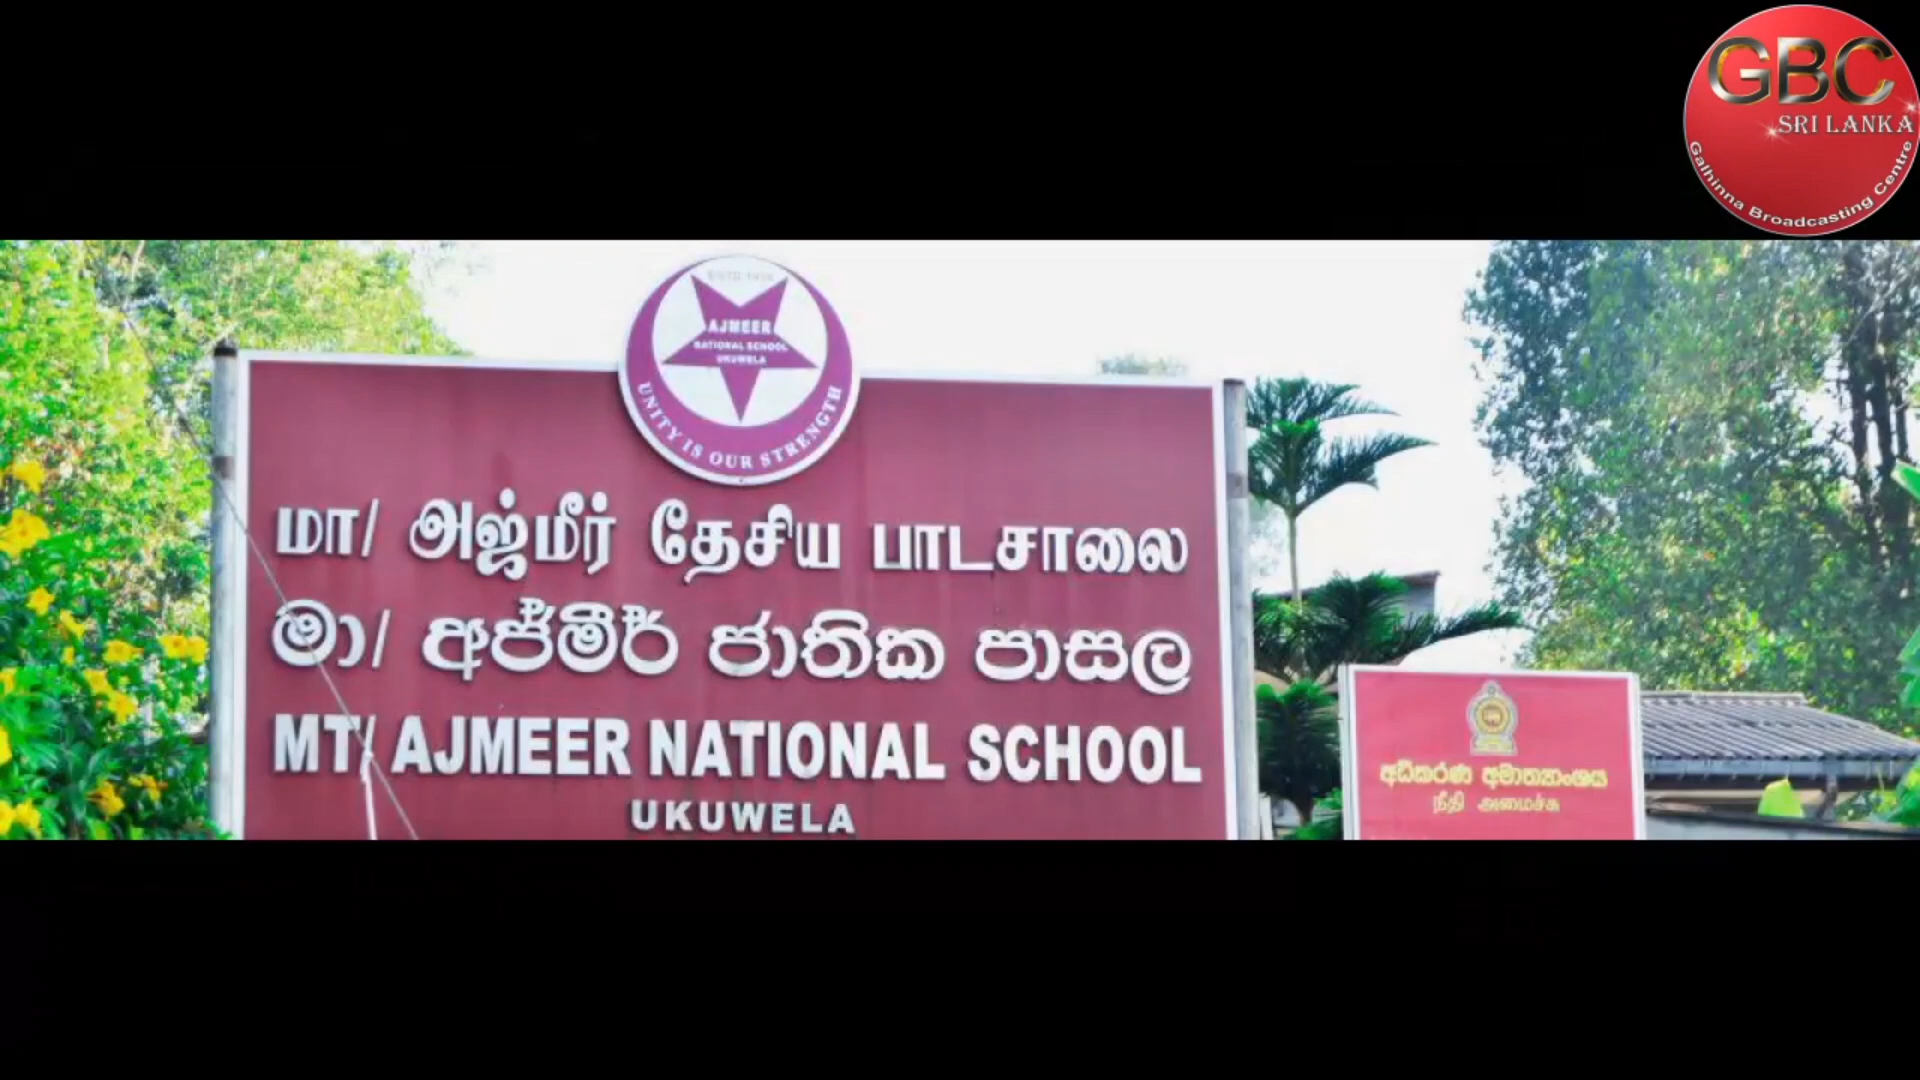 GBC
SRI LANKA
Galhinna Broadcasting Centre
AJMEER
NATIONAL SCHOOL
UKUWELA
UNITY IS OUR STRENGTH
மா/ அஜ்மீர் தேசிய பாடசாலை
මා/ අජ්මීර් ජාතික පාසල
MT/ AJMEER NATIONAL SCHOOL
UKUWELA
අධිකරණ අමාත්‍යාංශය
நீதி அமைச்சு